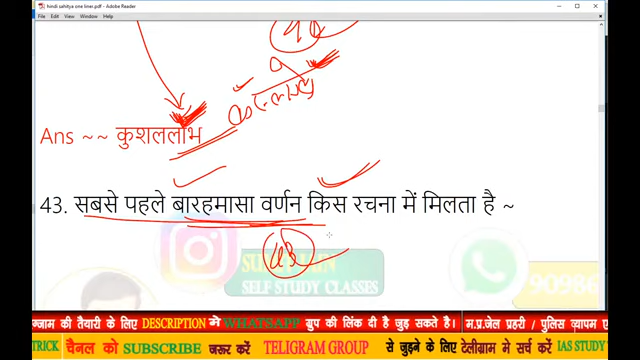 hindi sahitya one liner.pdf - Adobe Reader
File Edit View Window Help
Ans ~~ कुशललाभ
43. सबसे पहले बारहमासा वर्णन किस रचना में मिलता है ~
SELF STUDY CLASSES
90986
ग्जाम की तैयारी के लिए DESCRIPTION मे WHATSAPP ग्रुप की लिंक दी है जुड़ सकते है। म.प्र.जेल प्रहरी / पुलिस व्यापम ए
TRICK चैनल को SUBSCRIBE जरूर करें TELIGRAM GROUP से जुड़ने के लिए टेलीग्राम मे सर्च करें IAS STUDY